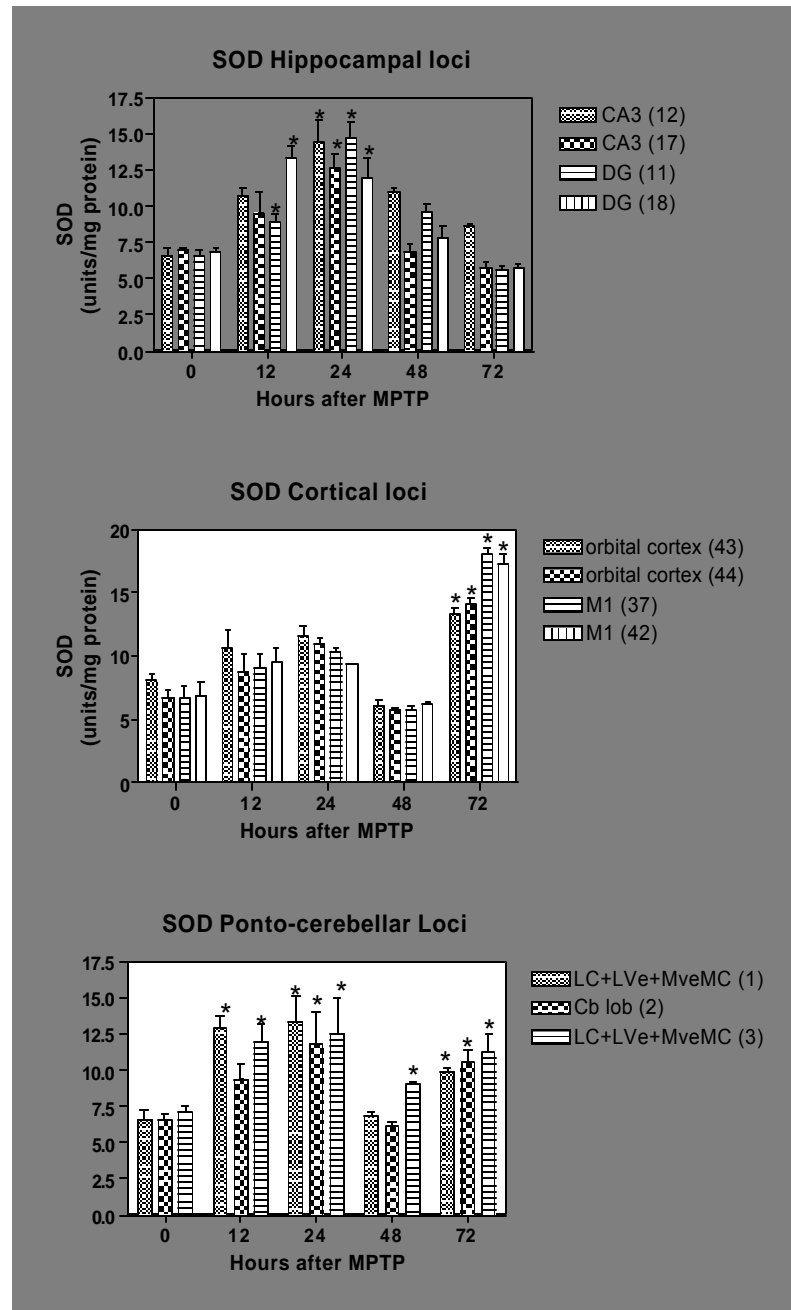 SOD Hippocampal loci
17.5
15.0
12.5
10.0
7.5
5.0
2.5
0.0
SOD
(units/mg protein)
* * * * * *
0 12 24 48 72
Hours after MPTP
CA3 (12)
CA3 (17)
DG (11)
DG (18)
SOD Cortical loci
20
15
10
5
0
SOD
(units/mg protein)
* * * *
0 12 24 48 72
Hours after MPTP
orbital cortex (43)
orbital cortex (44)
M1 (37)
M1 (42)
SOD Ponto-cerebellar Loci
17.5
15.0
12.5
10.0
7.5
5.0
2.5
0.0
SOD
(units/mg protein)
* * * * * * * * *
0 12 24 48 72
Hours after MPTP
LC+LVe+MveMC (1)
Cb lob (2)
LC+LVe+MveMC (3)